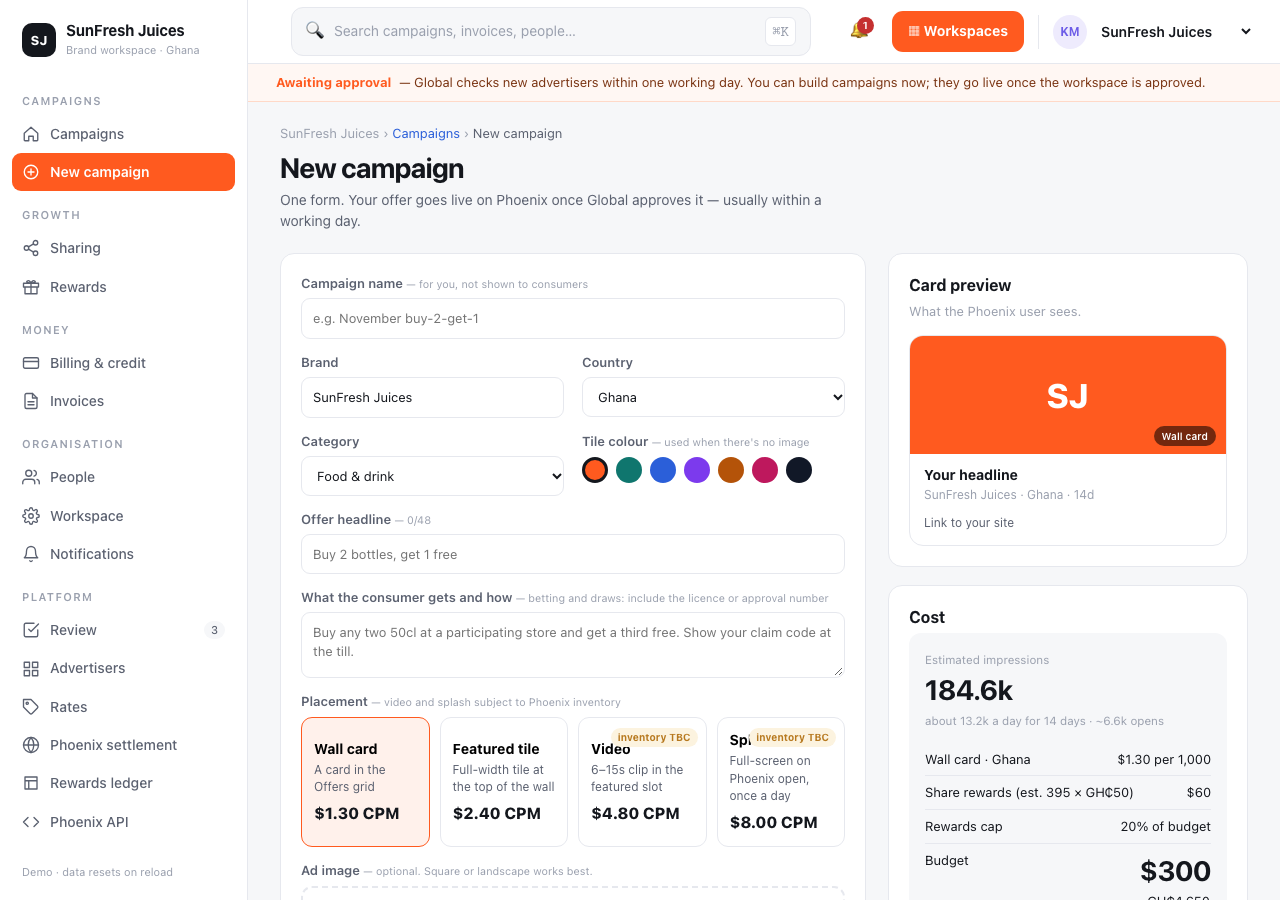 SJ
SunFresh Juices
Brand workspace · Ghana
CAMPAIGNS
Campaigns
New campaign
GROWTH
Sharing
Rewards
MONEY
Billing & credit
Invoices
ORGANISATION
People
Workspace
Notifications
PLATFORM
Review 3
Advertisers
Rates
Phoenix settlement
Rewards ledger
Phoenix API
Demo · data resets on reload
Search campaigns, invoices, people… ⌘K
1
Workspaces
KM SunFresh Juices
Awaiting approval — Global checks new advertisers within one working day. You can build campaigns now; they go live once the workspace is approved.
SunFresh Juices › Campaigns › New campaign
New campaign
One form. Your offer goes live on Phoenix once Global approves it — usually within a
working day.
Campaign name — for you, not shown to consumers
e.g. November buy-2-get-1
Brand
SunFresh Juices
Country
Ghana
Category
Food & drink
Tile colour — used when there's no image
Offer headline — 0/48
Buy 2 bottles, get 1 free
What the consumer gets and how — betting and draws: include the licence or approval number
Buy any two 50cl at a participating store and get a third free. Show your claim code at
the till.
Placement — video and splash subject to Phoenix inventory
Wall card
A card in the
Offers grid
$1.30 CPM
Featured tile
Full-width tile at
the top of the wall
$2.40 CPM
inventory TBC
Video
6–15s clip in the
featured slot
$4.80 CPM
inventory TBC
Full-screen on
Phoenix open,
once a day
$8.00 CPM
Ad image — optional. Square or landscape works best.
Card preview
What the Phoenix user sees.
SJ
Wall card
Your headline
SunFresh Juices · Ghana · 14d
Link to your site
Cost
Estimated impressions
184.6k
about 13.2k a day for 14 days · ~6.6k opens
Wall card · Ghana $1.30 per 1,000
Share rewards (est. 395 × GH₵50) $60
Rewards cap 20% of budget
Budget $300